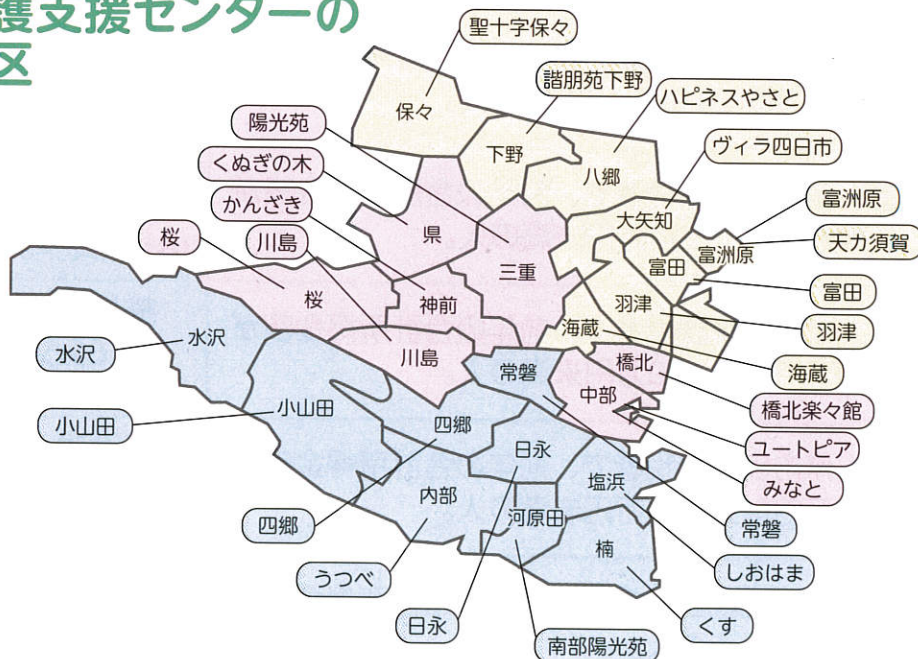 護支援センターの
区
聖十字保々
諧朋苑下野
ハピネスやさと
ヴィラ四日市
富洲原
天カ須賀
富田
羽津
海蔵
橋北楽々館
ユートピア
みなと
常磐
しおはま
くす
南部陽光苑
日永
うつべ
四郷
小山田
水沢
桜
川島
かんざき
くぬぎの木
陽光苑
保々
下野
八郷
大矢知
富洲原
富田
羽津
海蔵
県
三重
神前
桜
川島
橋北
中部
常磐
水沢
小山田
四郷
日永
塩浜
内部
河原田
楠